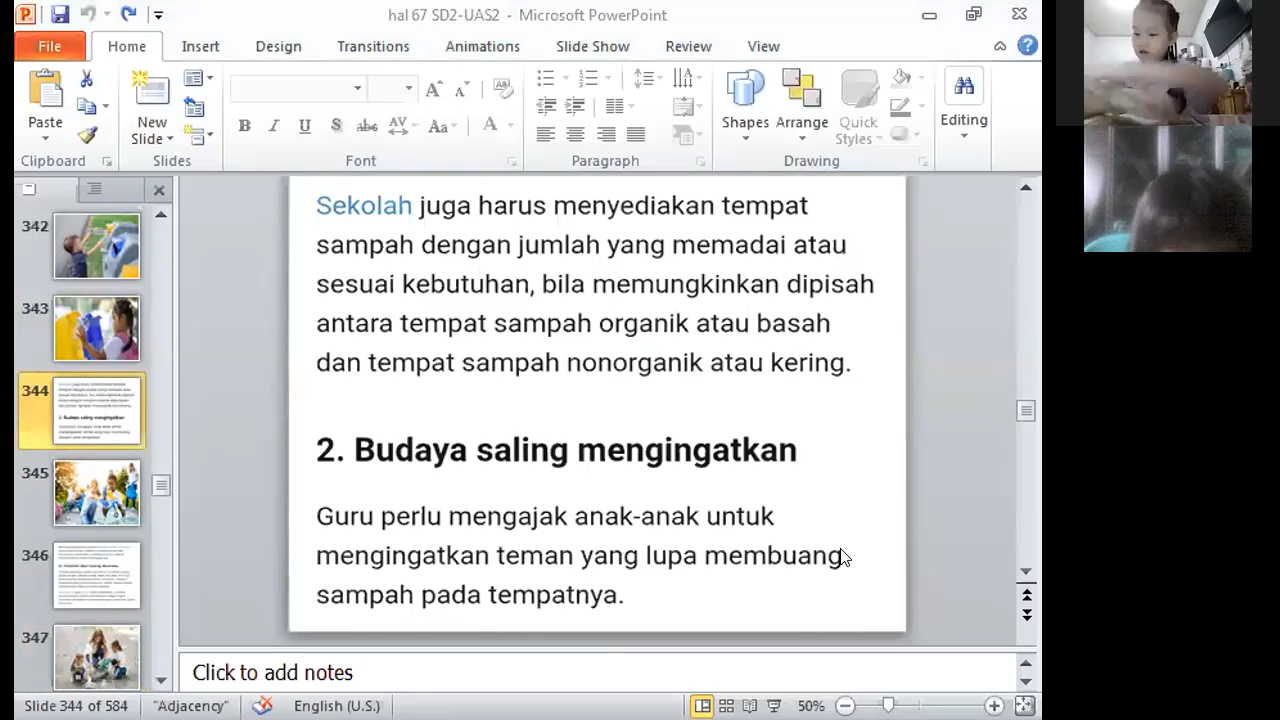 hal 67 SD2-UAS2 - Microsoft PowerPoint
File Home Insert Design Transitions Animations Slide Show Review View
Paste
New Slide
Shapes
Arrange
Quick Styles
Editing
B I U S abc AV Aa A
Clipboard Slides Font Paragraph Drawing
342
343
344
345
346
347
Sekolah juga harus menyediakan tempat
sampah dengan jumlah yang memadai atau
sesuai kebutuhan, bila memungkinkan dipisah
antara tempat sampah organik atau basah
dan tempat sampah nonorganik atau kering.
2. Budaya saling mengingatkan
Guru perlu mengajak anak-anak untuk
mengingatkan teman yang lupa membuang
sampah pada tempatnya.
Click to add notes
Slide 344 of 584 "Adjacency" English (U.S.) 50%